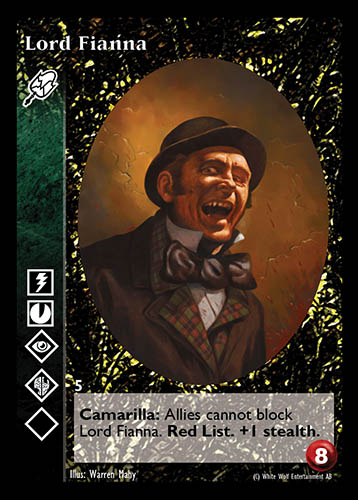 Lord Fianna
5
Camarilla: Allies cannot block
Lord Fianna. Red List. +1 stealth.
8
Illus: Warren Mahy
(C) White Wolf Entertainment AB